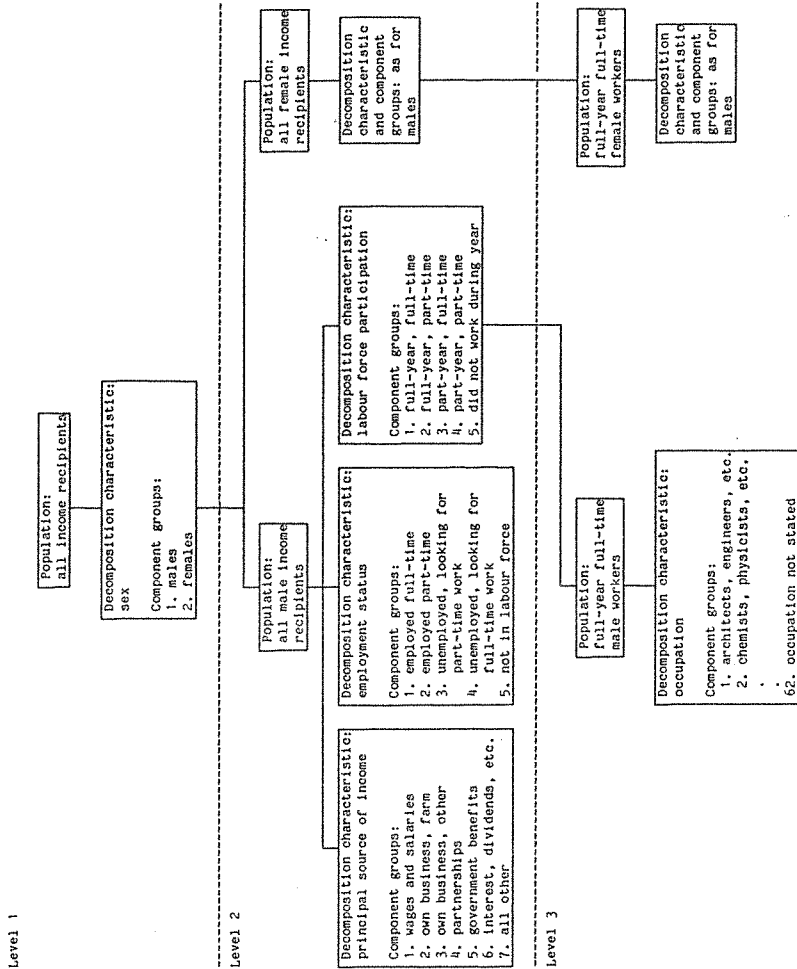 Level 1
Population:
all income recipients
Decomposition characteristic:
sex
Component groups:
1. males
2. females
Level 2
Population:
all male income
recipients
Population:
all female income
recipients
Decomposition characteristic:
principal source of income
Component groups:
1. wages and salaries
2. own business, farm
3. own business, other
4. partnerships
5. government benefits
6. interest, dividends, etc.
7. all other
Decomposition characteristic:
employment status
Component groups:
1. employed full-time
2. employed part-time
3. unemployed, looking for
part-time work
4. unemployed, looking for
full-time work
5. not in labour force
Decomposition characteristic:
labour force participation
Component groups:
1. full-year, full-time
2. full-year, part-time
3. part-year, full-time
4. part-year, part-time
5. did not work during year
Decomposition
characteristic
and component
groups: as for
males
Level 3
Population:
full-year full-time
male workers
Population:
full-year full-time
female workers
Decomposition characteristic:
occupation
Component groups:
1. architects, engineers, etc.
2. chemists, physicists, etc.
.
.
62. occupation not stated
Decomposition
characteristic
and component
groups: as for
males